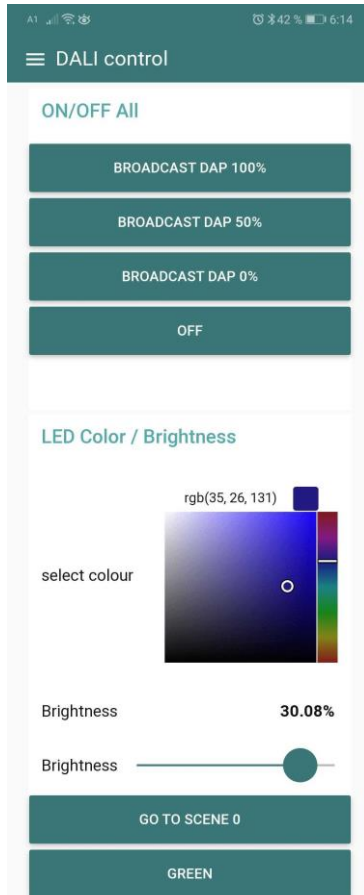 A1 42 % 6:14
DALI control
ON/OFF All
BROADCAST DAP 100%
BROADCAST DAP 50%
BROADCAST DAP 0%
OFF
LED Color / Brightness
rgb(35, 26, 131)
select colour
Brightness 30.08%
Brightness
GO TO SCENE 0
GREEN